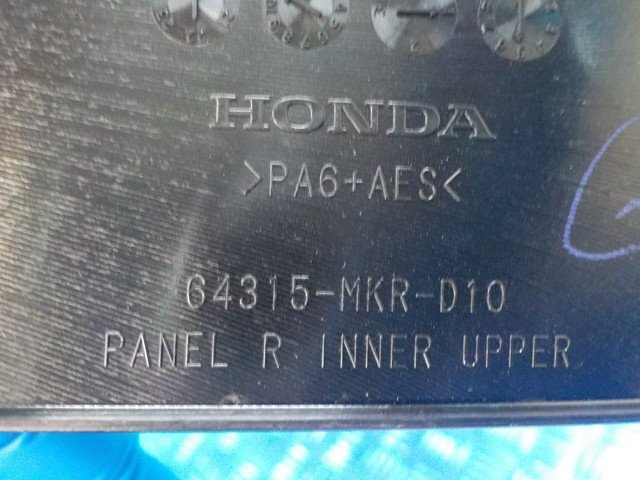 HONDA
>PA6+AES<
64315-MKR-D10
PANEL R INNER UPPER